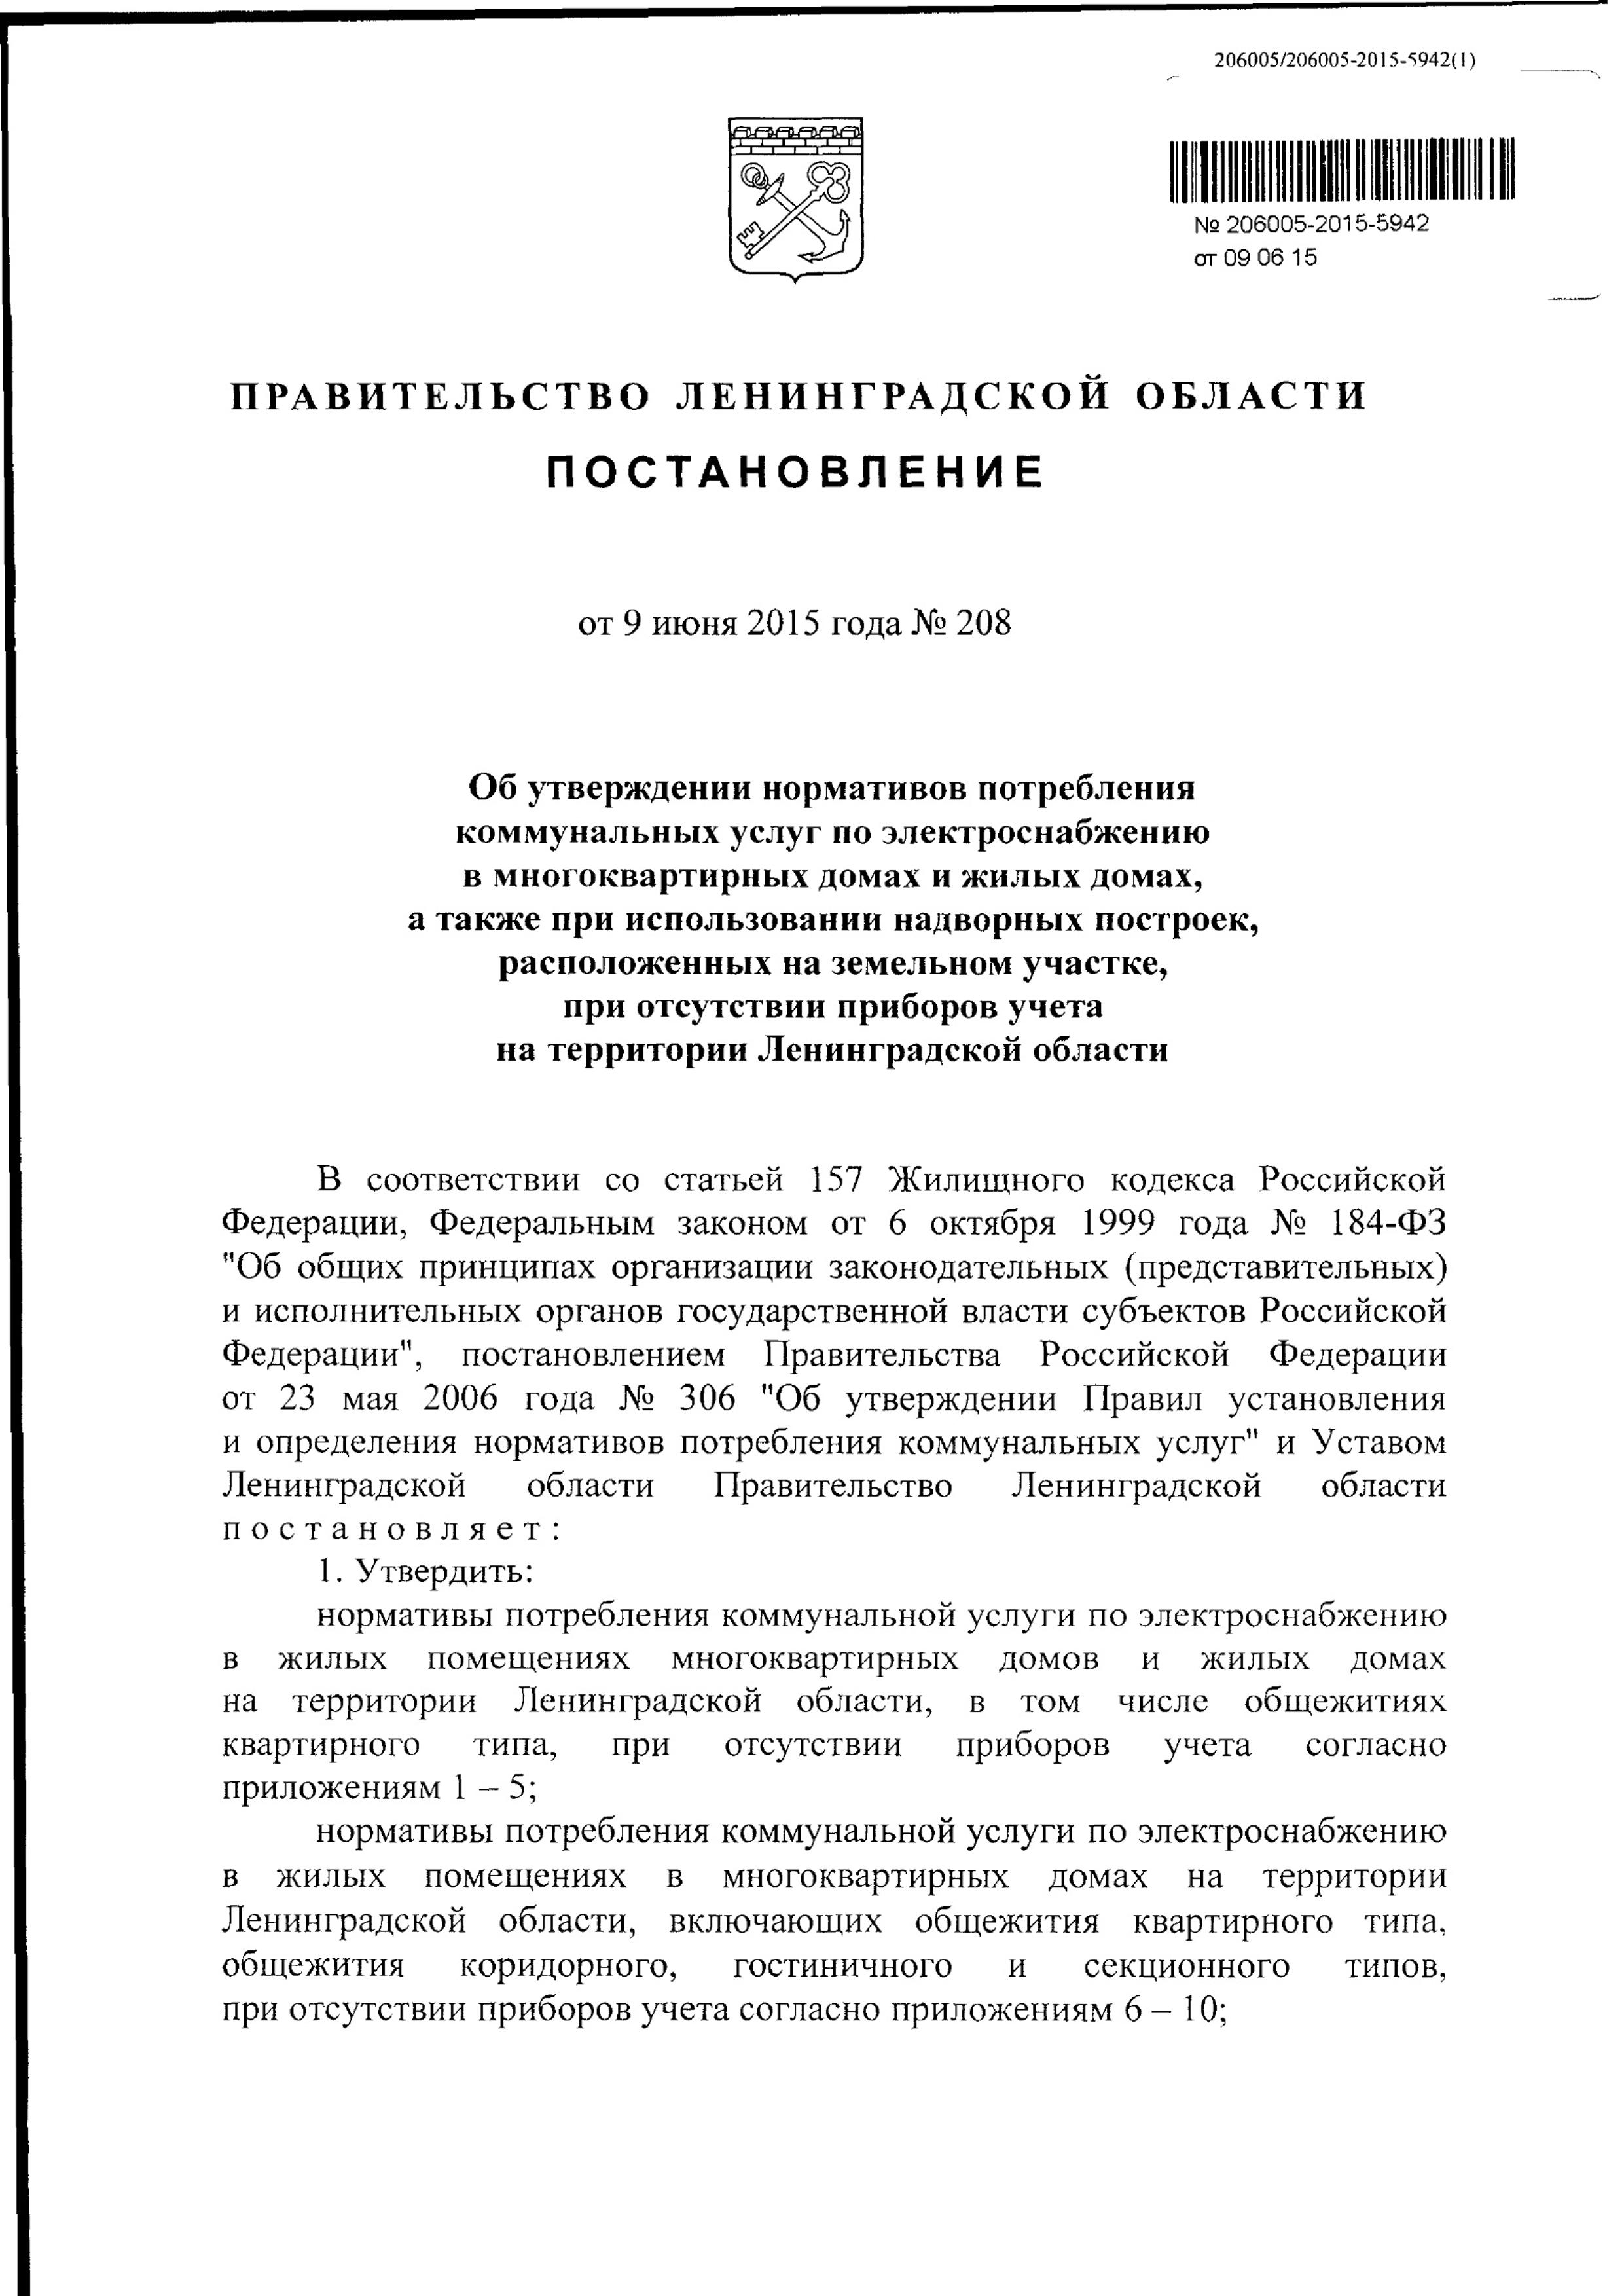 206005/206005-2015-5942(1)
№ 206005-2015-5942
от 09 06 15
ПРАВИТЕЛЬСТВО ЛЕНИНГРАДСКОЙ ОБЛАСТИ
ПОСТАНОВЛЕНИЕ
от 9 июня 2015 года № 208
Об утверждении нормативов потребления
коммунальных услуг по электроснабжению
в многоквартирных домах и жилых домах,
а также при использовании надворных построек,
расположенных на земельном участке,
при отсутствии приборов учета
на территории Ленинградской области
В соответствии со статьей 157 Жилищного кодекса Российской
Федерации, Федеральным законом от 6 октября 1999 года № 184-ФЗ
"Об общих принципах организации законодательных (представительных)
и исполнительных органов государственной власти субъектов Российской
Федерации", постановлением Правительства Российской Федерации
от 23 мая 2006 года № 306 "Об утверждении Правил установления
и определения нормативов потребления коммунальных услуг" и Уставом
Ленинградской области Правительство Ленинградской области
постановляет:
1. Утвердить:
нормативы потребления коммунальной услуги по электроснабжению
в жилых помещениях многоквартирных домов и жилых домах
на территории Ленинградской области, в том числе общежитиях
квартирного типа, при отсутствии приборов учета согласно
приложениям 1 – 5;
нормативы потребления коммунальной услуги по электроснабжению
в жилых помещениях в многоквартирных домах на территории
Ленинградской области, включающих общежития квартирного типа,
общежития коридорного, гостиничного и секционного типов,
при отсутствии приборов учета согласно приложениям 6 – 10;